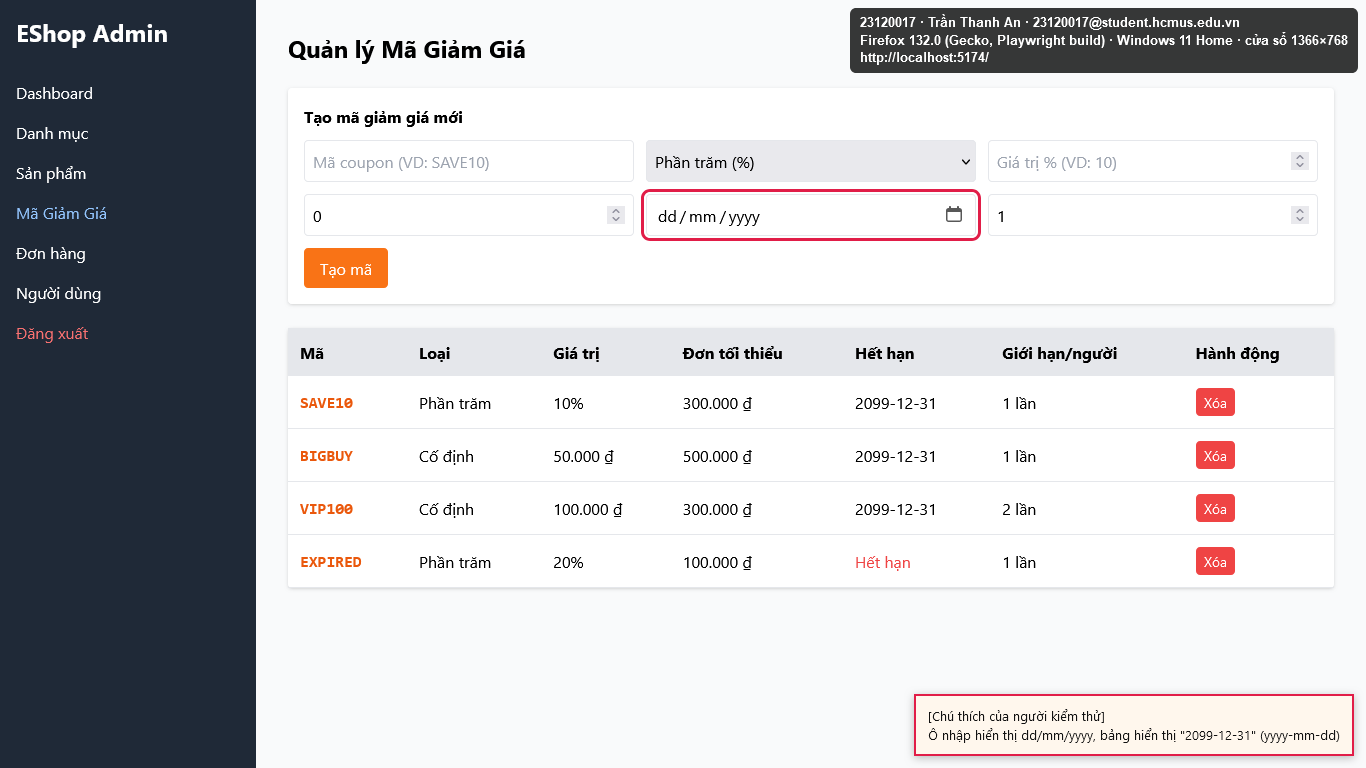 EShop Admin
Dashboard
Danh mục
Sản phẩm
Mã Giảm Giá
Đơn hàng
Người dùng
Đăng xuất
Quản lý Mã Giảm Giá
23120017 · Trần Thanh An · 23120017@student.hcmus.edu.vn
Firefox 132.0 (Gecko, Playwright build) · Windows 11 Home · cửa sổ 1366×768
http://localhost:5174/
Tạo mã giảm giá mới
Mã coupon (VD: SAVE10) Phần trăm (%) Giá trị % (VD: 10)
0 dd/mm/yyyy 1
Tạo mã
Mã Loại Giá trị Đơn tối thiểu Hết hạn Giới hạn/người Hành động
SAVE10 Phần trăm 10% 300.000 ₫ 2099-12-31 1 lần Xóa
BIGBUY Cố định 50.000 ₫ 500.000 ₫ 2099-12-31 1 lần Xóa
VIP100 Cố định 100.000 ₫ 300.000 ₫ 2099-12-31 2 lần Xóa
EXPIRED Phần trăm 20% 100.000 ₫ Hết hạn 1 lần Xóa
[Chú thích của người kiểm thử]
Ô nhập hiển thị dd/mm/yyyy, bảng hiển thị "2099-12-31" (yyyy-mm-dd)